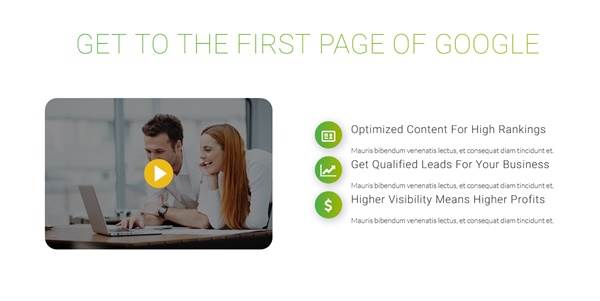 GET TO THE FIRST PAGE OF GOOGLE
Optimized Content For High Rankings
Mauris bibendum venenatis lectus, et consequat diam tincidunt et.
Get Qualified Leads For Your Business
Mauris bibendum venenatis lectus, et consequat diam tincidunt et.
Higher Visibility Means Higher Profits
Mauris bibendum venenatis lectus, et consequat diam tincidunt et.